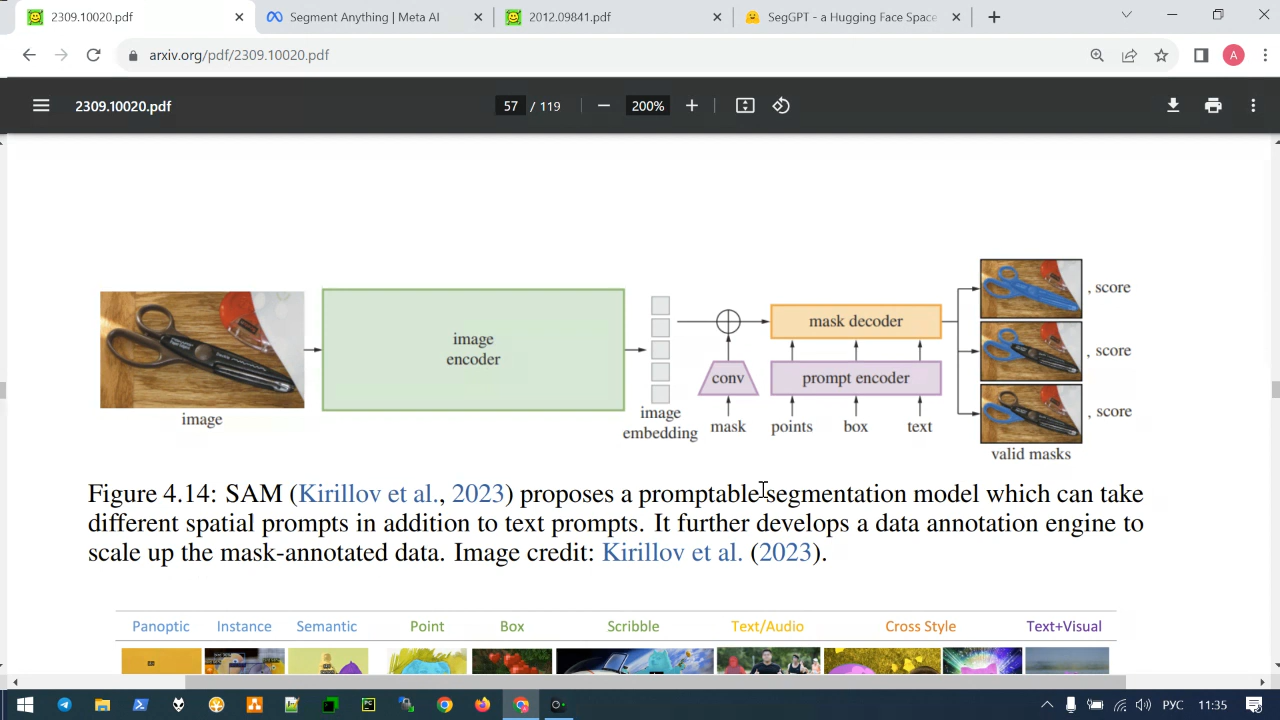 2309.10020.pdf
Segment Anything | Meta AI
2012.09841.pdf
SegGPT - a Hugging Face Space
arxiv.org/pdf/2309.10020.pdf
A
2309.10020.pdf
57 / 119
200%
image
image
encoder
image
embedding
conv
mask
mask decoder
prompt encoder
points
box
text
, score
, score
, score
valid masks
Figure 4.14: SAM (Kirillov et al., 2023) proposes a promptable segmentation model which can take
different spatial prompts in addition to text prompts. It further develops a data annotation engine to
scale up the mask-annotated data. Image credit: Kirillov et al. (2023).
Panoptic Instance Semantic Point Box Scribble Text/Audio Cross Style Text+Visual
РУС
11:35